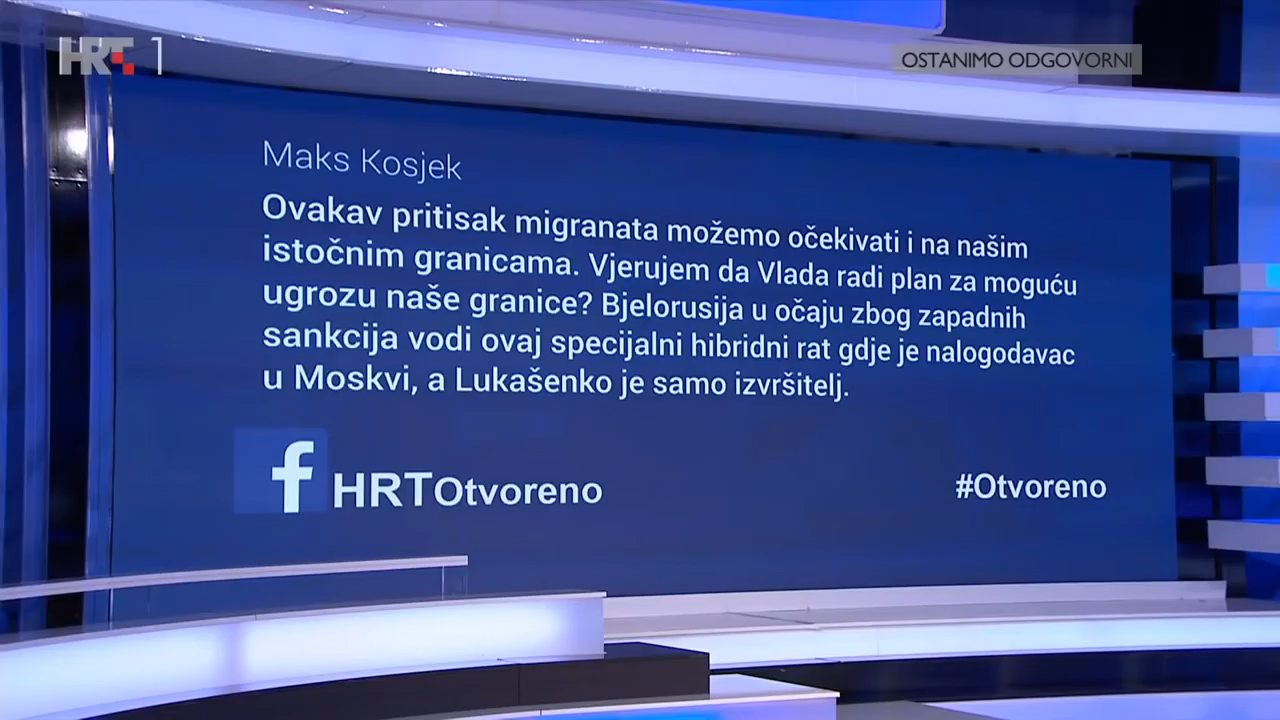 HRT 1
OSTANIMO ODGOVORNI
Maks Kosjek
Ovakav pritisak migranata možemo očekivati i na našim
istočnim granicama. Vjerujem da Vlada radi plan za moguću
ugrozu naše granice? Bjelorusija u očaju zbog zapadnih
sankcija vodi ovaj specijalni hibridni rat gdje je nalogodavac
u Moskvi, a Lukašenko je samo izvršitelj.
f HRTOtvoreno
#Otvoreno